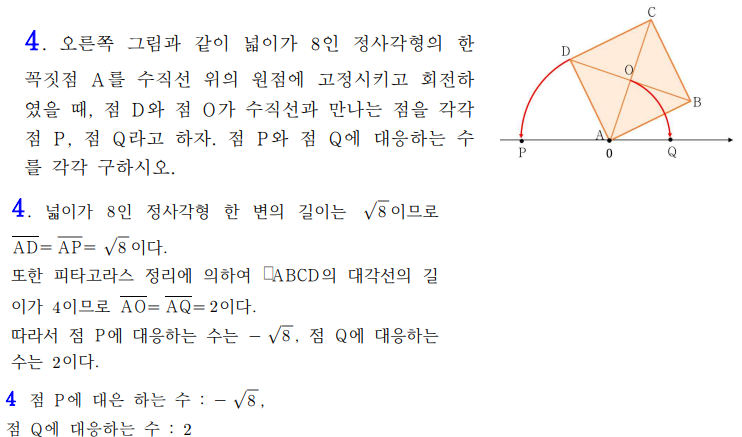 4. 오른쪽 그림과 같이 넓이가 8인 정사각형의 한
꼭짓점 A를 수직선 위의 원점에 고정시키고 회전하
였을 때, 점 D와 점 O가 수직선과 만나는 점을 각각
점 P, 점 Q라고 하자. 점 P와 점 Q에 대응하는 수
를 각각 구하시오.
C
D
O
B
A
P
0
Q
4. 넓이가 8인 정사각형 한 변의 길이는 √8이므로
A̅D̅= A̅P̅= √8이다.
또한 피타고라스 정리에 의하여 □ABCD의 대각선의 길
이가 4이므로 A̅O̅= A̅Q̅= 2이다.
따라서 점 P에 대응하는 수는 − √8, 점 Q에 대응하는
수는 2이다.
4 점 P에 대은 하는 수 : − √8,
점 Q에 대응하는 수 : 2